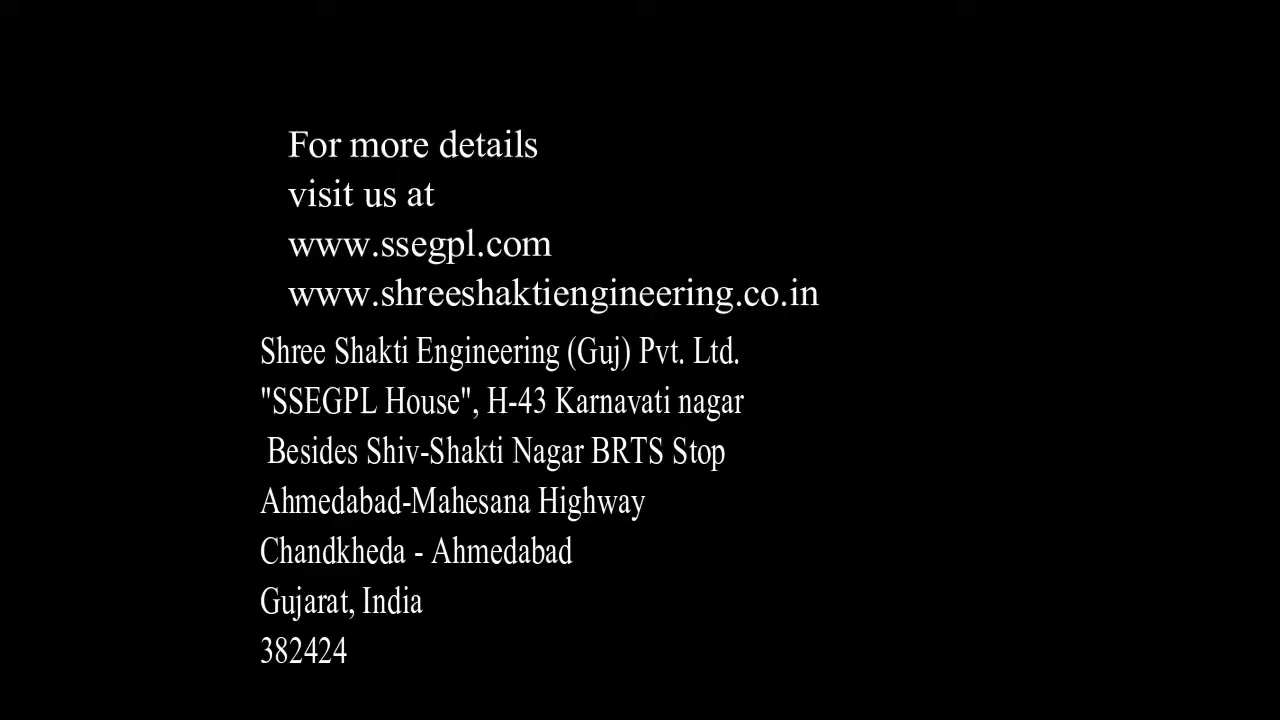 For more details
visit us at
www.ssegpl.com
www.shreeshaktiengineering.co.in
Shree Shakti Engineering (Guj) Pvt. Ltd.
"SSEGPL House", H-43 Karnavati nagar
Besides Shiv-Shakti Nagar BRTS Stop
Ahmedabad-Mahesana Highway
Chandkheda - Ahmedabad
Gujarat, India
382424